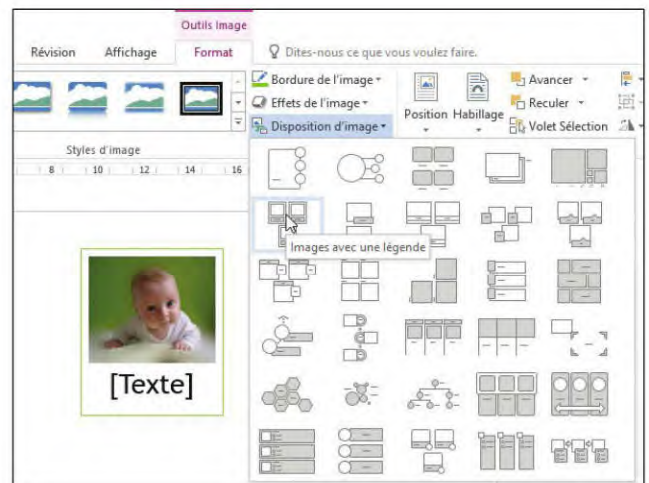 Outils Image
Révision Affichage Format Dites-nous ce que vous voulez faire.
Bordure de l'image
Effets de l'image
Disposition d'image
Position Habillage
Avancer
Reculer
Volet Sélection
Styles d'image
8 10 12 14 16
Images avec une légende
[Texte]